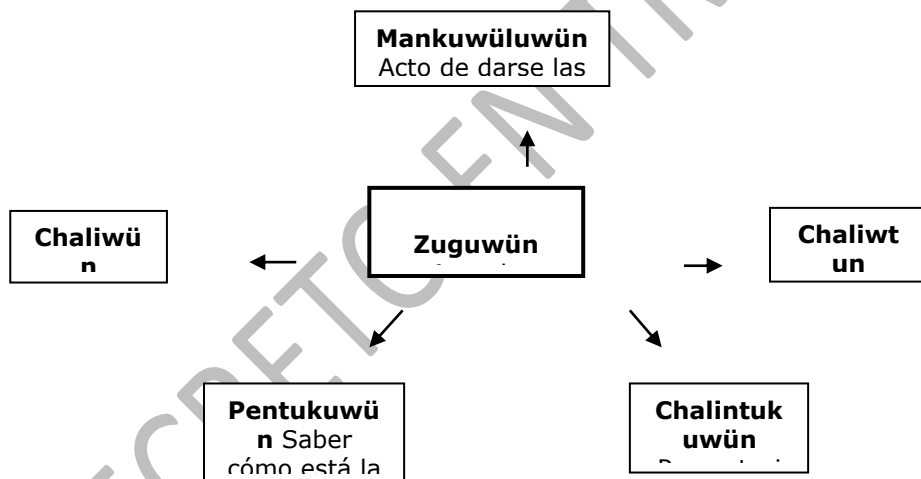 Mankuwüluwün
Acto de darse las
Chaliwü
n
Zuguwün
Chaliwt
un
Pentukuwü
n Saber
cómo está la
Chalintuk
uwün